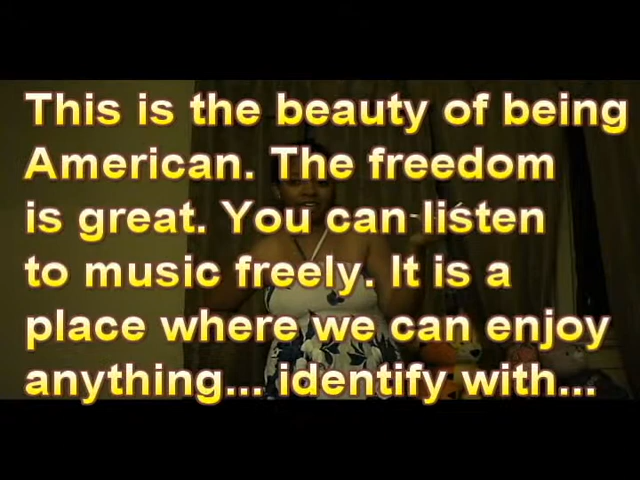 This is the beauty of being
American. The freedom
is great. You can listen
to music freely. It is a
place where we can enjoy
anything... identify with...